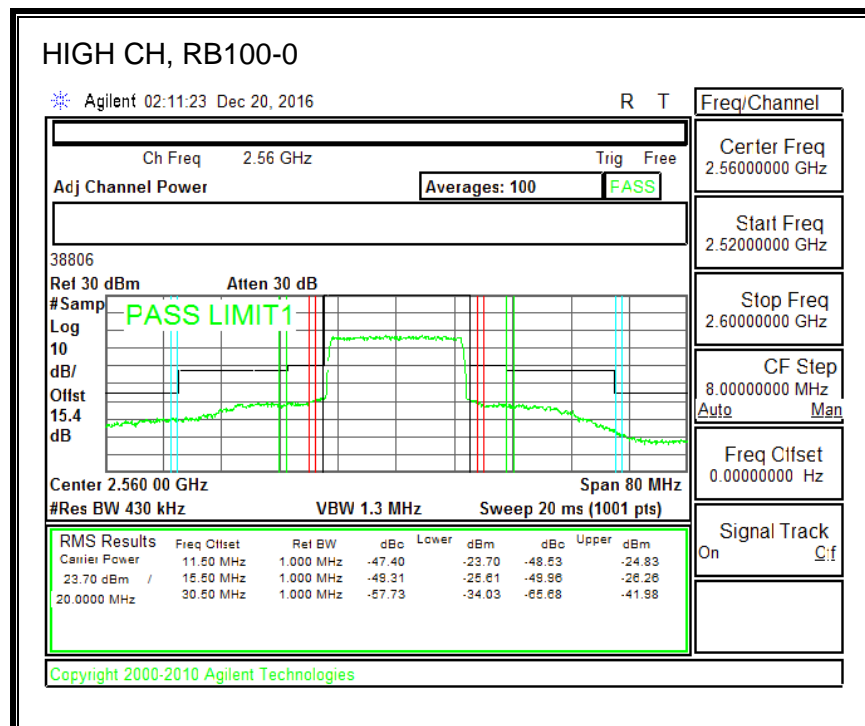 HIGH CH, RB100-0
Agilent 02:11:23 Dec 20, 2016 R T
Freq/Channel
Ch Freq 2.56 GHz Trig Free
Adj Channel Power Averages: 100 PASS
Center Freq
2.56000000 GHz
Start Freq
2.52000000 GHz
38806
Ref 30 dBm Atten 30 dB
#Samp
Log
10
dB/
Offst
15.4
dB
PASS LIMIT1
Stop Freq
2.60000000 GHz
CF Step
8.00000000 MHz
Auto Man
Freq Offset
0.00000000 Hz
Center 2.560 00 GHz Span 80 MHz
#Res BW 430 kHz VBW 1.3 MHz Sweep 20 ms (1001 pts)
Signal Track
On Off
RMS Results Freq Offset Ref BW dBc Lower dBm dBc Upper dBm
Carrier Power 11.50 MHz 1.000 MHz -47.40 -23.70 -48.53 -24.83
23.70 dBm / 15.50 MHz 1.000 MHz -49.31 -25.61 -49.96 -26.26
20.0000 MHz 30.50 MHz 1.000 MHz -57.73 -34.03 -65.68 -41.98
Copyright 2000-2010 Agilent Technologies